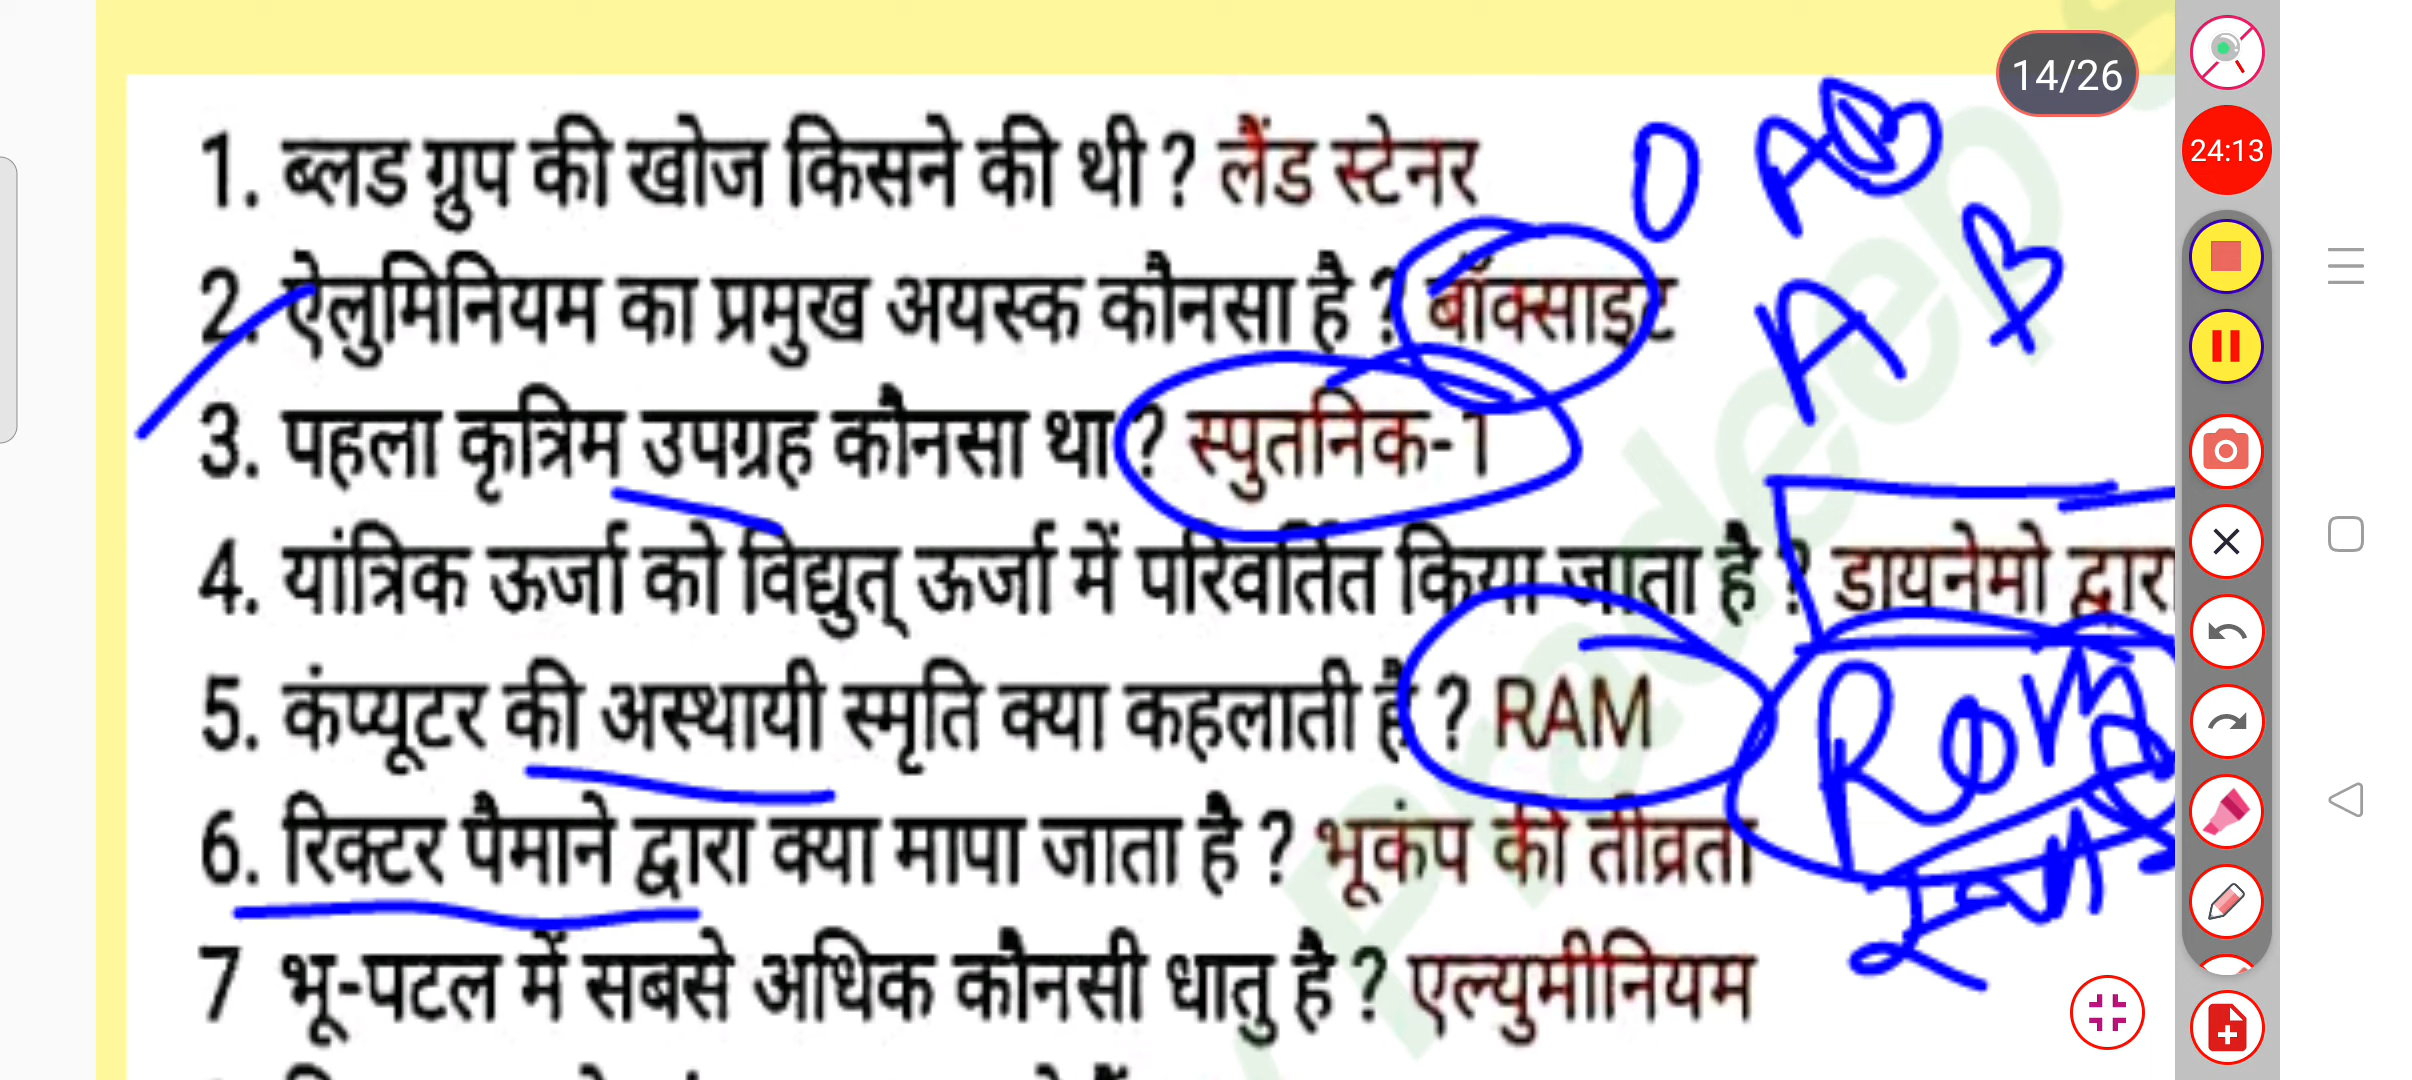 14/26
24:13
1. ब्लड ग्रुप की खोज किसने की थी ? लैंड स्टेनर
O AB
2. ऐलुमिनियम का प्रमुख अयस्क कौनसा है ? बॉक्साइट
A B
3. पहला कृत्रिम उपग्रह कौनसा था ? स्पुतनिक-1
4. यांत्रिक ऊर्जा को विद्युत् ऊर्जा में परिवर्तित किया जाता है ? डायनेमो द्वारा
5. कंप्यूटर की अस्थायी स्मृति क्या कहलाती है ? RAM
Rom
6. रिक्टर पैमाने द्वारा क्या मापा जाता है ? भूकंप की तीव्रता
7 भू-पटल में सबसे अधिक कौनसी धातु है ? एल्युमीनियम
Pradeep